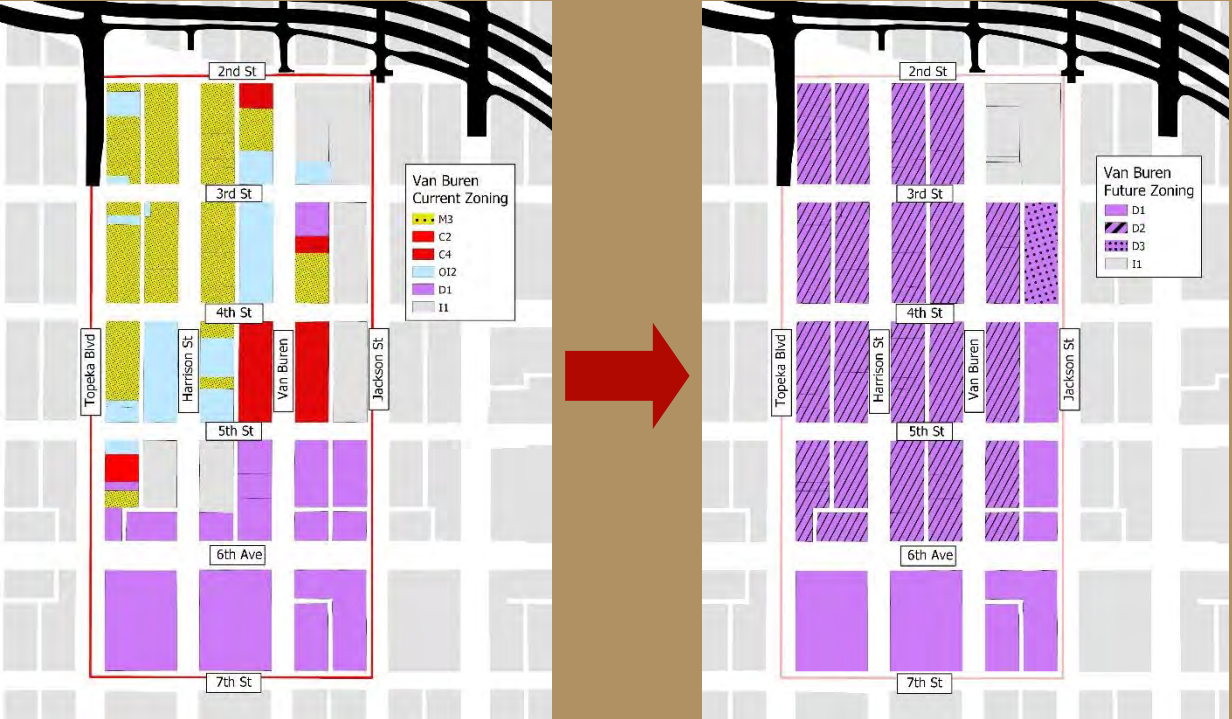 2nd St
3rd St
Van Buren
Current Zoning
M3
C2
C4
OI2
D1
I1
4th St
Topeka Blvd
Harrison St
Van Buren
Jackson St
5th St
6th Ave
7th St
2nd St
3rd St
Van Buren
Future Zoning
D1
D2
D3
I1
4th St
Topeka Blvd
Harrison St
Van Buren
Jackson St
5th St
6th Ave
7th St